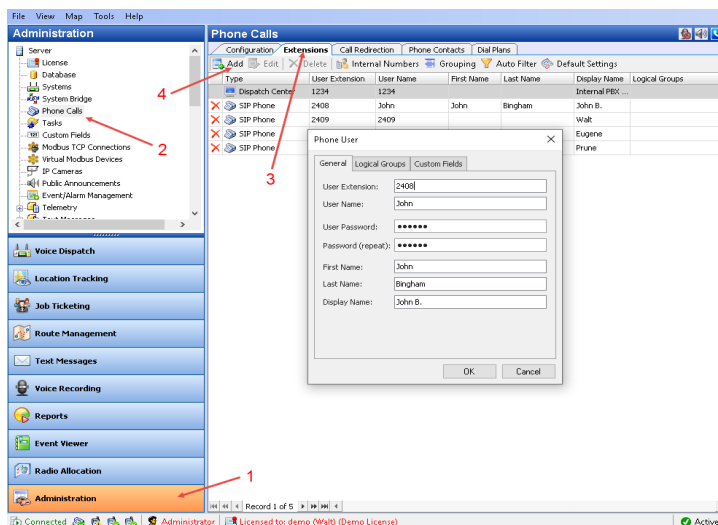 File View Map Tools Help
Administration
Server
License
Database
Systems
System Bridge
Phone Calls
Tasks
Custom Fields
Modbus TCP Connections
Virtual Modbus Devices
IP Cameras
Public Announcements
Event/Alarm Management
Telemetry
Text Messages
Voice Dispatch
Location Tracking
Job Ticketing
Route Management
Text Messages
Voice Recording
Reports
Event Viewer
Radio Allocation
Administration
Phone Calls
Configuration Extensions Call Redirection Phone Contacts Dial Plans
Add Edit Delete Internal Numbers Grouping Auto Filter Default Settings
Type User Extension User Name First Name Last Name Display Name Logical Groups
Dispatch Center 1234 1234 Internal PBX ...
SIP Phone 2408 John John Bingham John B.
SIP Phone 2409 2409 Walt
SIP Phone Eugene
SIP Phone Prune
Phone User
General Logical Groups Custom Fields
User Extension: 2408
User Name: John
User Password: ••••••
Password (repeat): ••••••
First Name: John
Last Name: Bingham
Display Name: John B.
OK Cancel
1
2
3
4
Record 1 of 5
Connected Administrator Licensed to: demo (Walt) (Demo License) Active